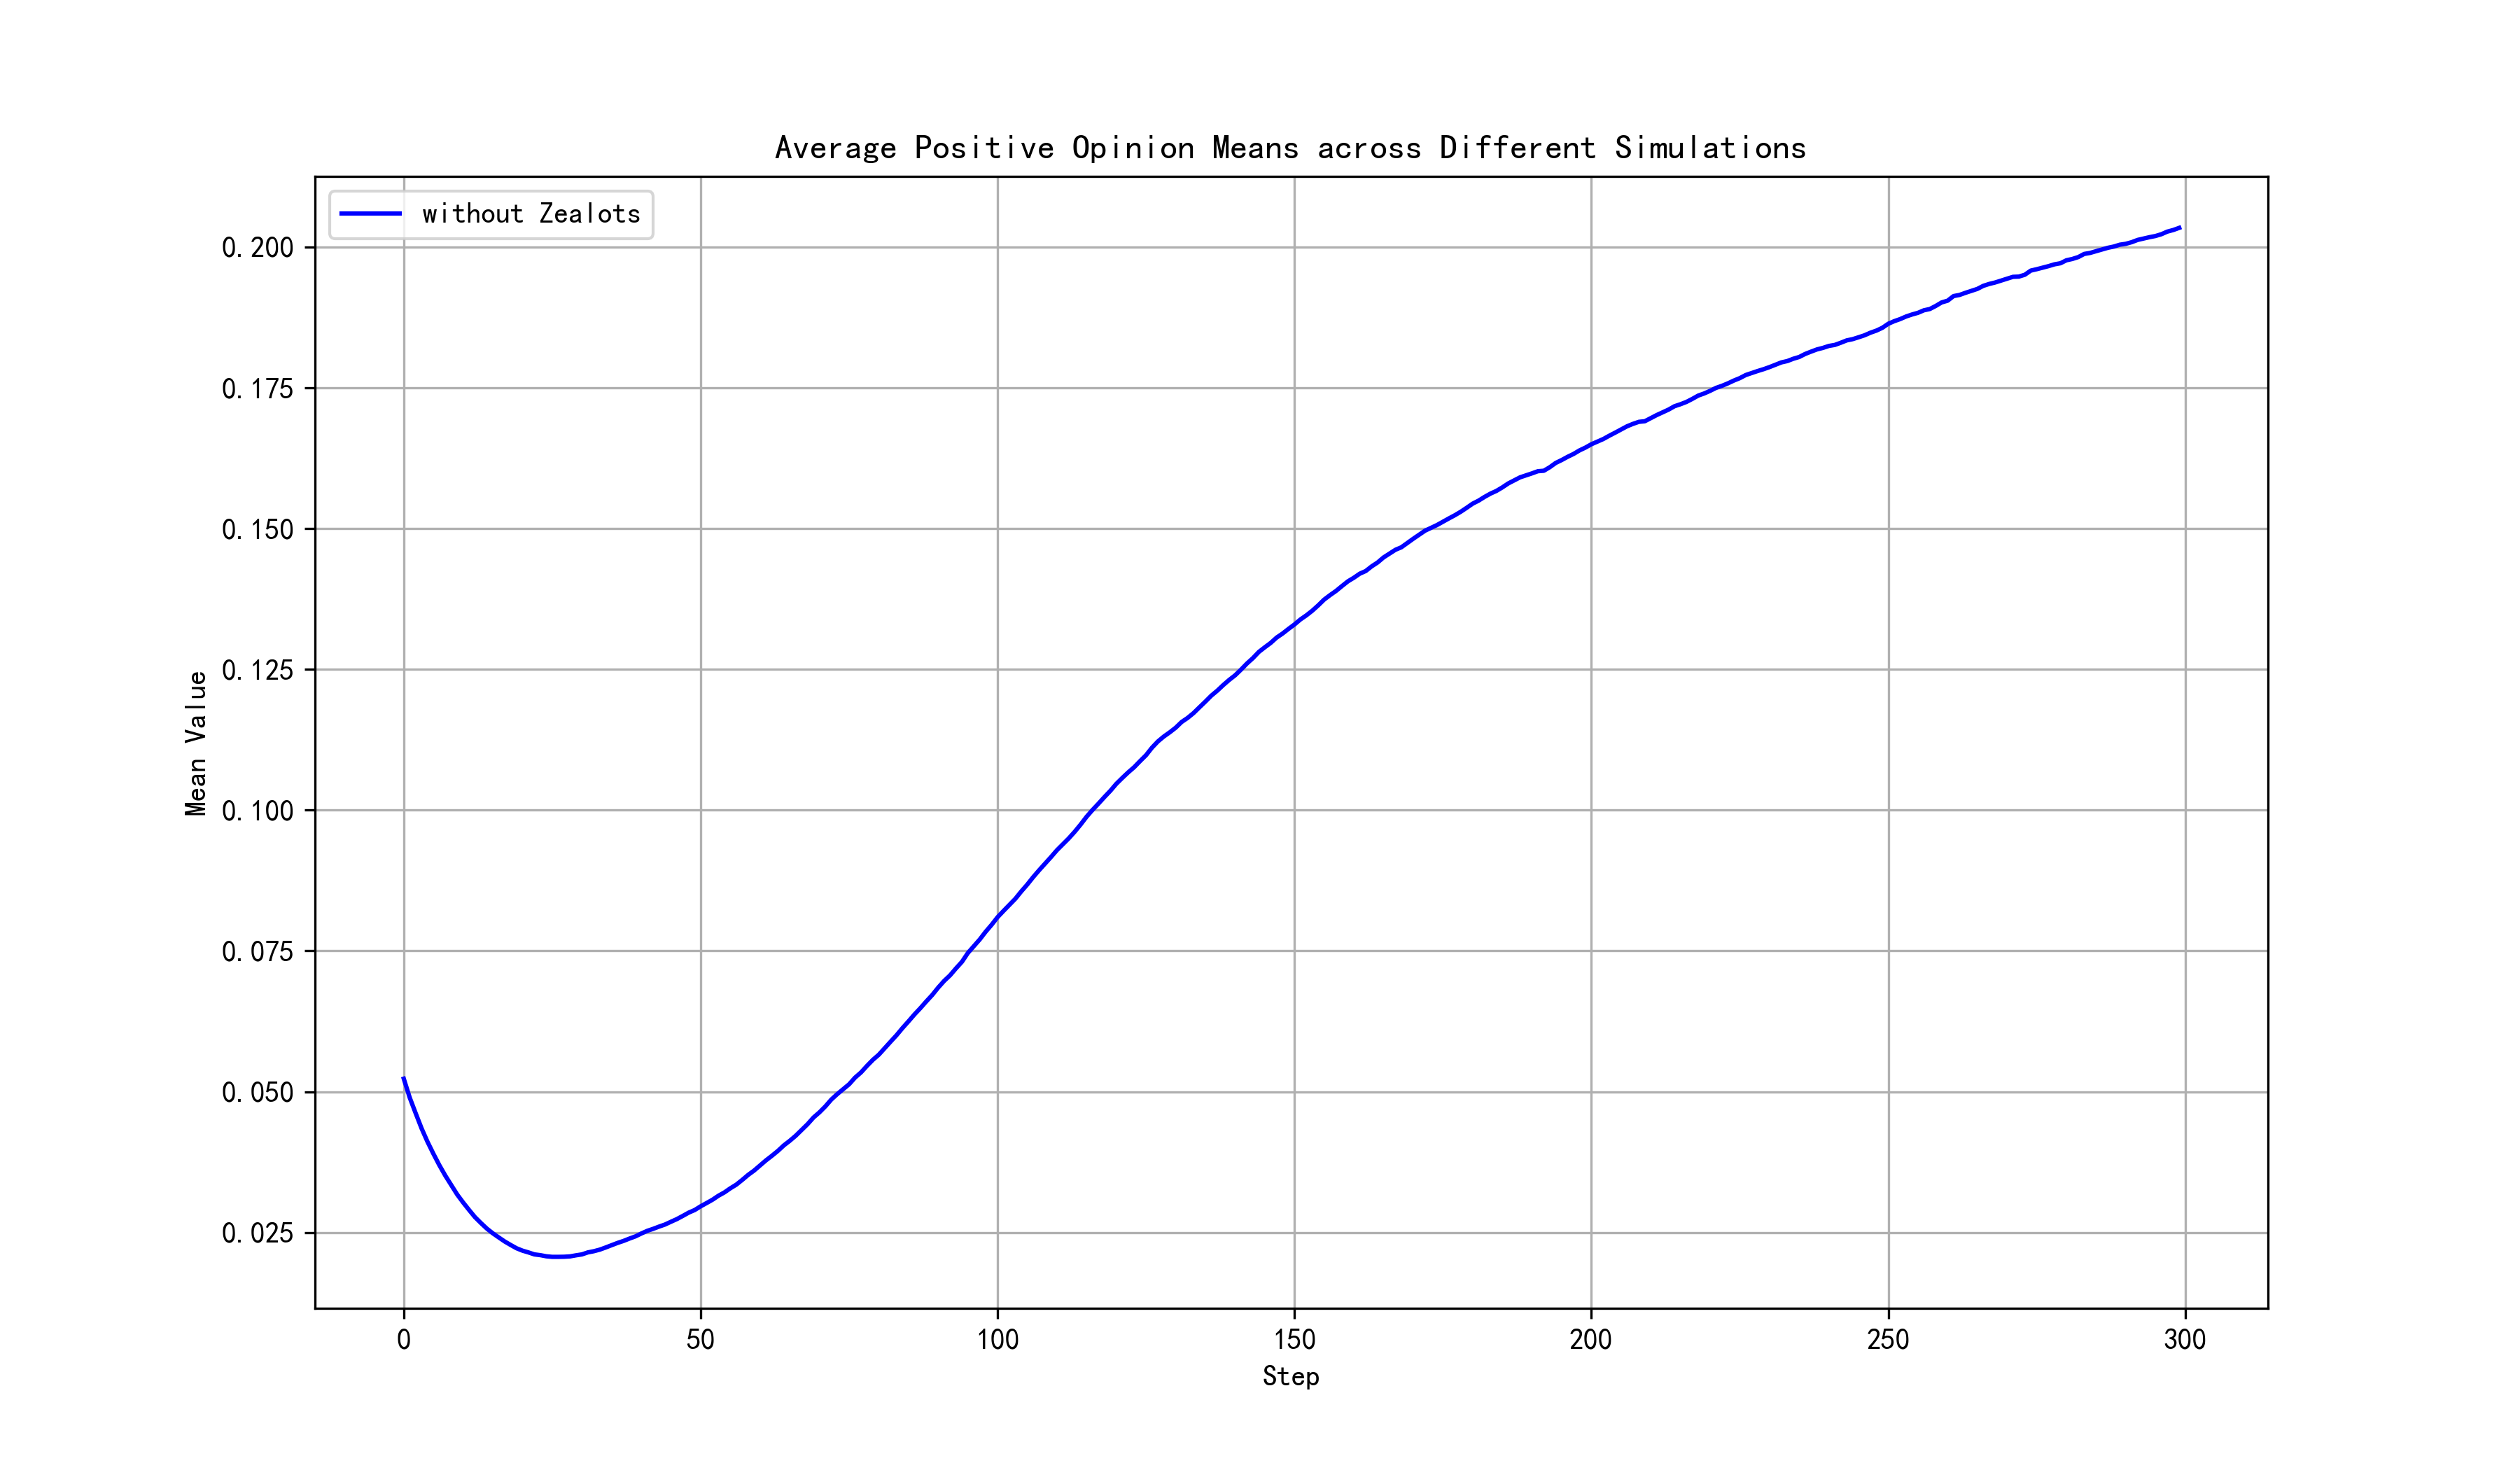 Average Positive Opinion Means across Different Simulations
without Zealots
0.200
0.175
0.150
0.125
0.100
0.075
0.050
0.025
Mean Value
0 50 100 150 200 250 300
Step